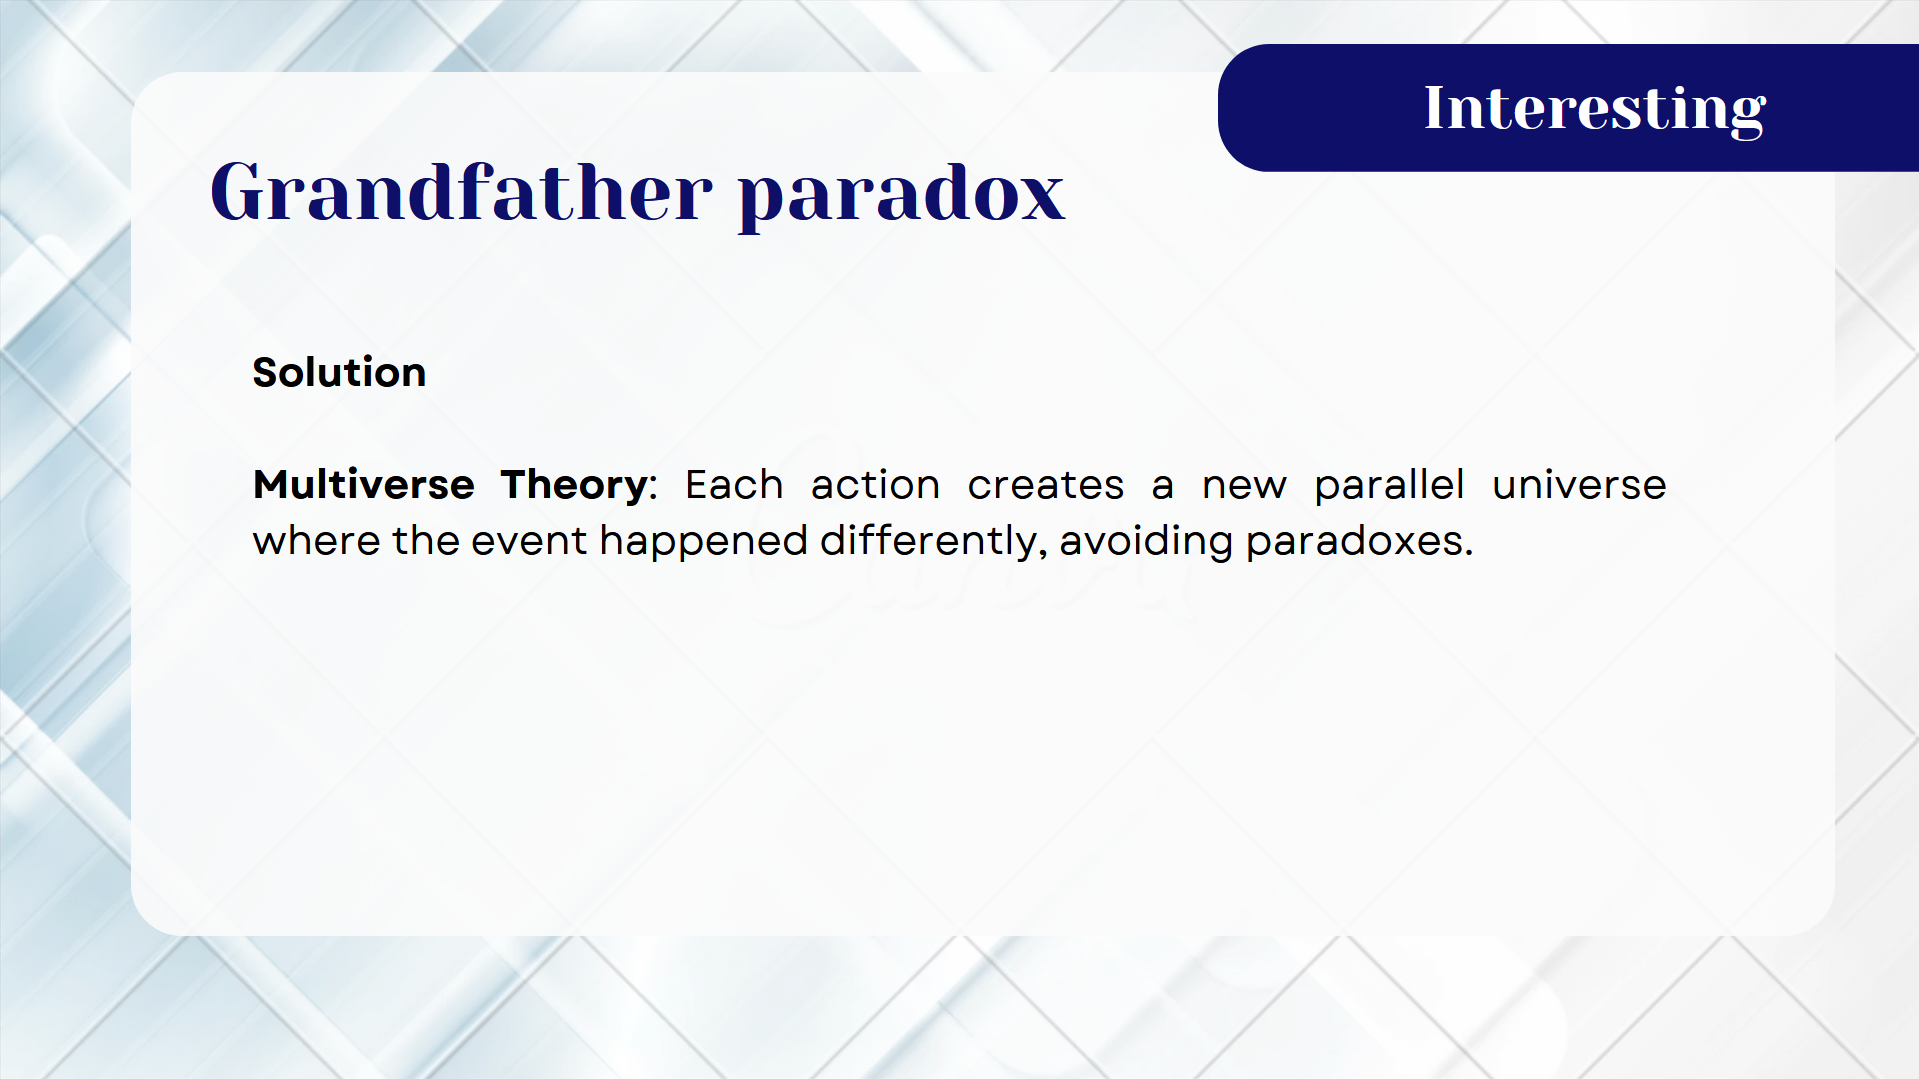 Interesting
Grandfather paradox
Solution
Multiverse Theory: Each action creates a new parallel universe
where the event happened differently, avoiding paradoxes.
Canva